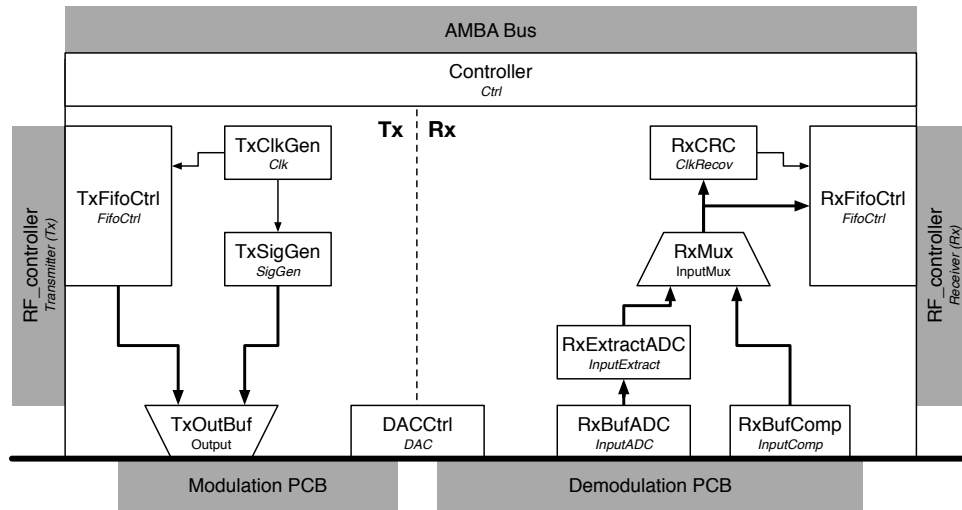 AMBA Bus
Controller
Ctrl
Tx Rx
TxClkGen
Clk
RxCRC
ClkRecov
TxFifoCtrl
FifoCtrl
RxFifoCtrl
FifoCtrl
RF_controller
Transmitter (Tx)
RF_controller
Receiver (Rx)
TxSigGen
SigGen
RxMux
InputMux
RxExtractADC
InputExtract
TxOutBuf
Output
DACCtrl
DAC
RxBufADC
InputADC
RxBufComp
InputComp
Modulation PCB
Demodulation PCB